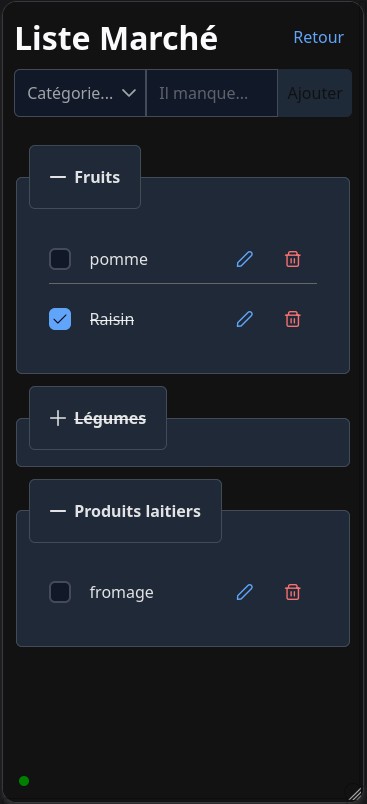 Liste Marché
Retour
Catégorie...
Il manque...
Ajouter
Fruits
pomme
Raisin
Légumes
Produits laitiers
fromage